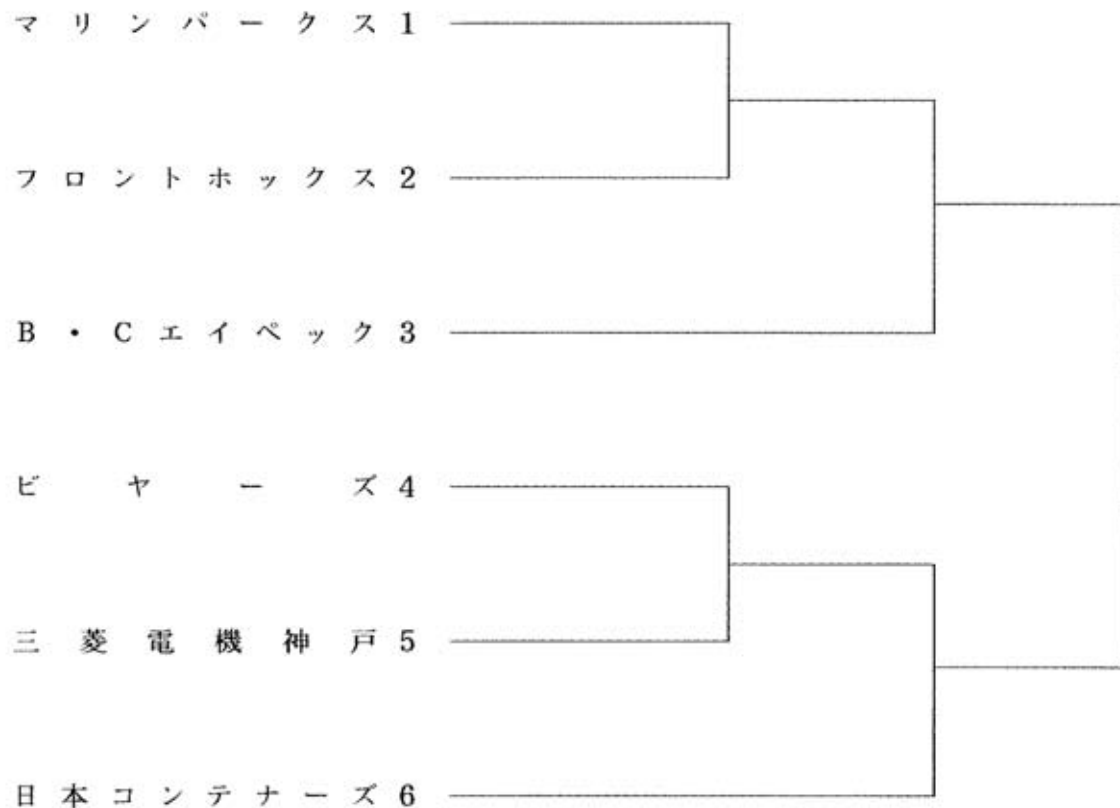 マリンパークス 1
フロントホックス 2
B・Cエイペック 3
ビヤーズ 4
三菱電機神戸 5
日本コンテナーズ 6